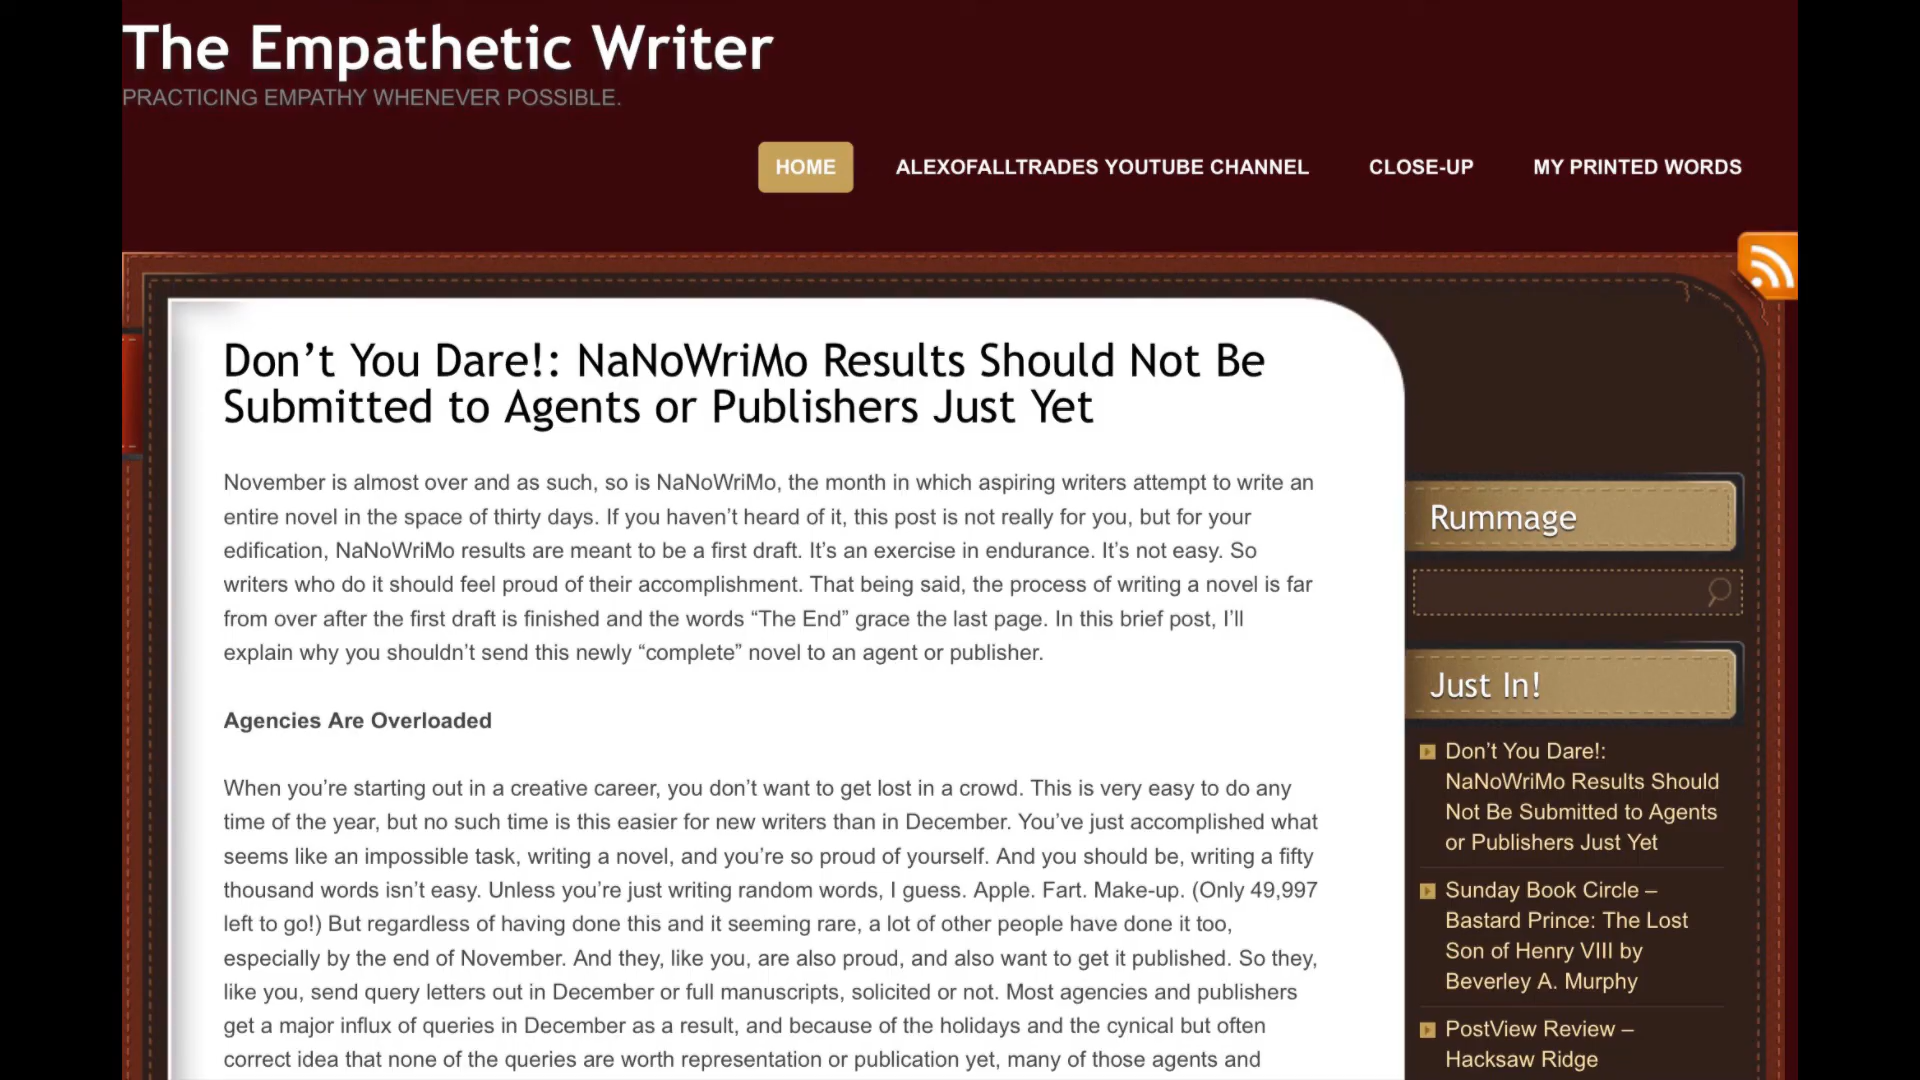 The Empathetic Writer
PRACTICING EMPATHY WHENEVER POSSIBLE.
HOME
ALEXOFALLTRADES YOUTUBE CHANNEL
CLOSE-UP
MY PRINTED WORDS
Don’t You Dare!: NaNoWriMo Results Should Not Be
Submitted to Agents or Publishers Just Yet
November is almost over and as such, so is NaNoWriMo, the month in which aspiring writers attempt to write an
entire novel in the space of thirty days. If you haven’t heard of it, this post is not really for you, but for your
edification, NaNoWriMo results are meant to be a first draft. It’s an exercise in endurance. It’s not easy. So
writers who do it should feel proud of their accomplishment. That being said, the process of writing a novel is far
from over after the first draft is finished and the words “The End” grace the last page. In this brief post, I’ll
explain why you shouldn’t send this newly “complete” novel to an agent or publisher.
Agencies Are Overloaded
When you’re starting out in a creative career, you don’t want to get lost in a crowd. This is very easy to do any
time of the year, but no such time is this easier for new writers than in December. You’ve just accomplished what
seems like an impossible task, writing a novel, and you’re so proud of yourself. And you should be, writing a fifty
thousand words isn’t easy. Unless you’re just writing random words, I guess. Apple. Fart. Make-up. (Only 49,997
left to go!) But regardless of having done this and it seeming rare, a lot of other people have done it too,
especially by the end of November. And they, like you, are also proud, and also want to get it published. So they,
like you, send query letters out in December or full manuscripts, solicited or not. Most agencies and publishers
get a major influx of queries in December as a result, and because of the holidays and the cynical but often
correct idea that none of the queries are worth representation or publication yet, many of those agents and
Rummage
Just In!
Don’t You Dare!:
NaNoWriMo Results Should
Not Be Submitted to Agents
or Publishers Just Yet
Sunday Book Circle –
Bastard Prince: The Lost
Son of Henry VIII by
Beverley A. Murphy
PostView Review –
Hacksaw Ridge